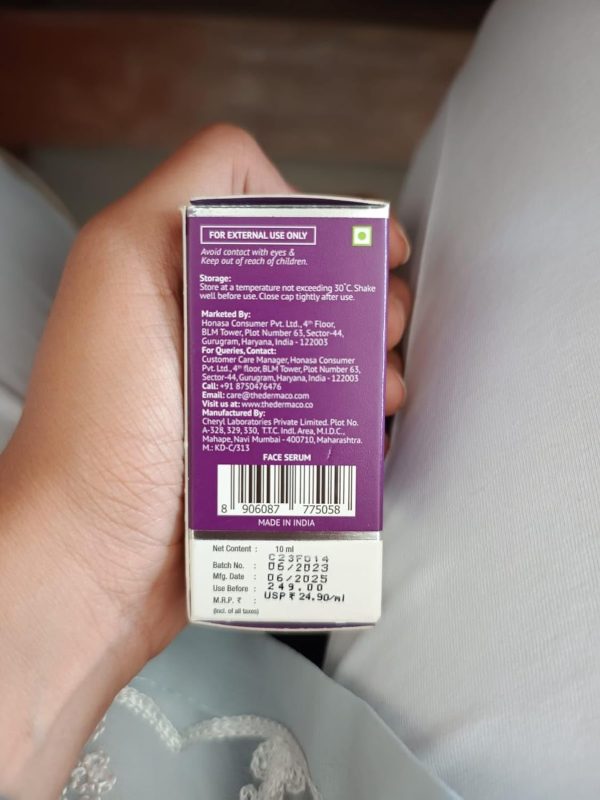 FOR EXTERNAL USE ONLY
Avoid contact with eyes &
Keep out of reach of children.
Storage:
Store at a temperature not exceeding 30°C. Shake
well before use. Close cap tightly after use.
Marketed By:
Honasa Consumer Pvt. Ltd., 4th Floor,
BLM Tower, Plot Number 63, Sector-44,
Gurugram, Haryana, India - 122003
For Queries, Contact:
Customer Care Manager, Honasa Consumer
Pvt. Ltd., 4th floor, BLM Tower, Plot Number 63,
Sector-44, Gurugram, Haryana, India - 122003
Call: +91 8750476476
Email: care@thedermaco.com
Visit us at: www.thedermaco.com
Manufactured By:
Cheryl Laboratories Private Limited. Plot No.
A-328, 329, 330, T.T.C. Indl. Area, M.I.D.C.,
Mahape, Navi Mumbai - 400710, Maharashtra.
M.: KD-C/313
FACE SERUM
8 906087 775058
MADE IN INDIA
Net Content : 10 ml
Batch No. : C23F014
Mfg. Date : 06/2023
Use Before : 06/2025
M.R.P. ₹ : 249.00
(incl. of all taxes) USP ₹ 24.90/ml